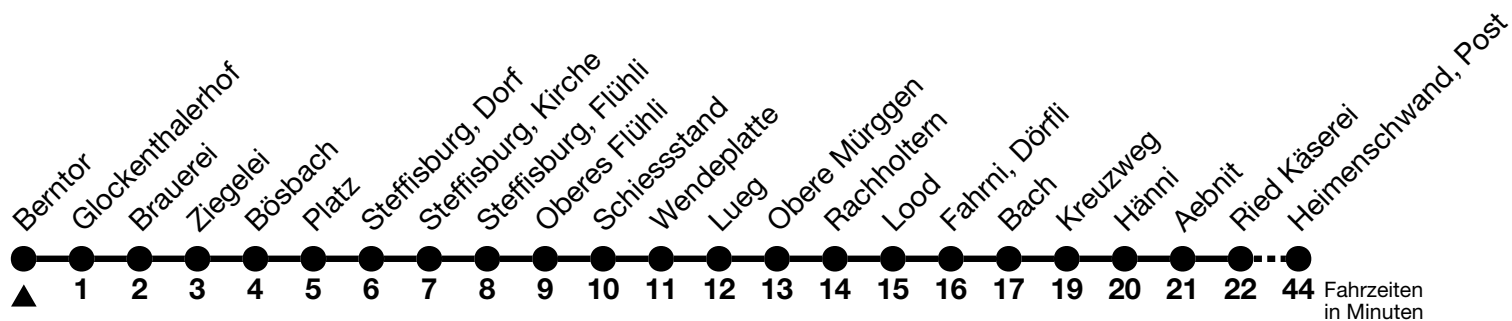 Berntor
Glockenthalerhof
Brauerei
Ziegelei
Bösbach
Platz
Steffisburg, Dorf
Steffisburg, Kirche
Steffisburg, Flühli
Oberes Flühli
Schiessstand
Wendeplatte
Lueg
Obere Mürggen
Rachholtern
Lood
Fahrni, Dörfli
Bach
Kreuzweg
Hänni
Aebnit
Ried Käserei
Heimenschwand, Post
1 2 3 4 5 6 7 8 9 10 11 12 13 14 15 16 17 19 20 21 22 44 Fahrzeiten
in Minuten